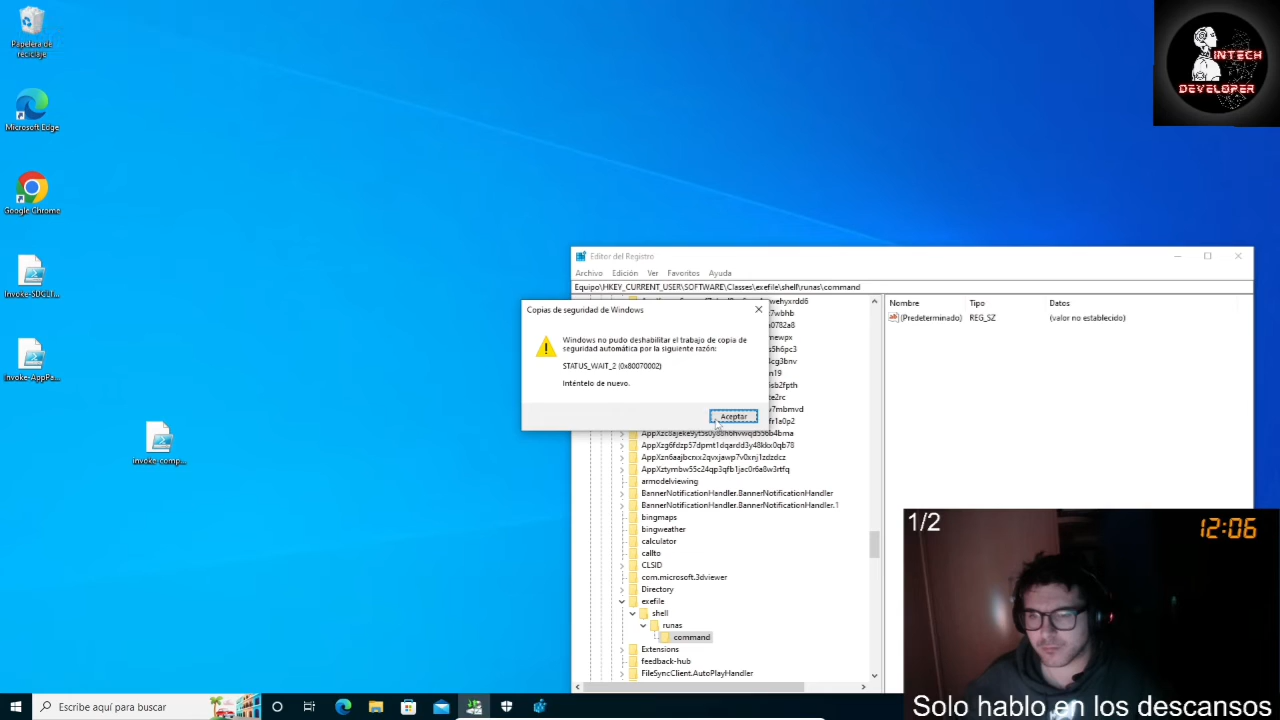 Papelera de
reciclaje
Microsoft Edge
Google Chrome
Invoke-SDCLTI...
Invoke-AppPa...
invoke-comp...
INTECH
DEVELOPER
Editor del Registro
Archivo Edición Ver Favoritos Ayuda
Equipo\HKEY_CURRENT_USER\SOFTWARE\Classes\exefile\shell\runas\command
Nombre Tipo Datos
(Predeterminado) REG_SZ (valor no establecido)
Copias de seguridad de Windows
Windows no pudo deshabilitar el trabajo de copia de
seguridad automática por la siguiente razón:
STATUS_WAIT_2 (0x80070002)
Inténtelo de nuevo.
Aceptar
armodelviewing
BannerNotificationHandler.BannerNotificationHandler
BannerNotificationHandler.BannerNotificationHandler.1
bingmaps
bingweather
calculator
callto
CLSID
com.microsoft.3dviewer
Directory
exefile
shell
runas
command
Extensions
feedback-hub
FileSyncClient.AutoPlayHandler
1/2
12:06
Solo hablo en los descansos
Escribe aquí para buscar